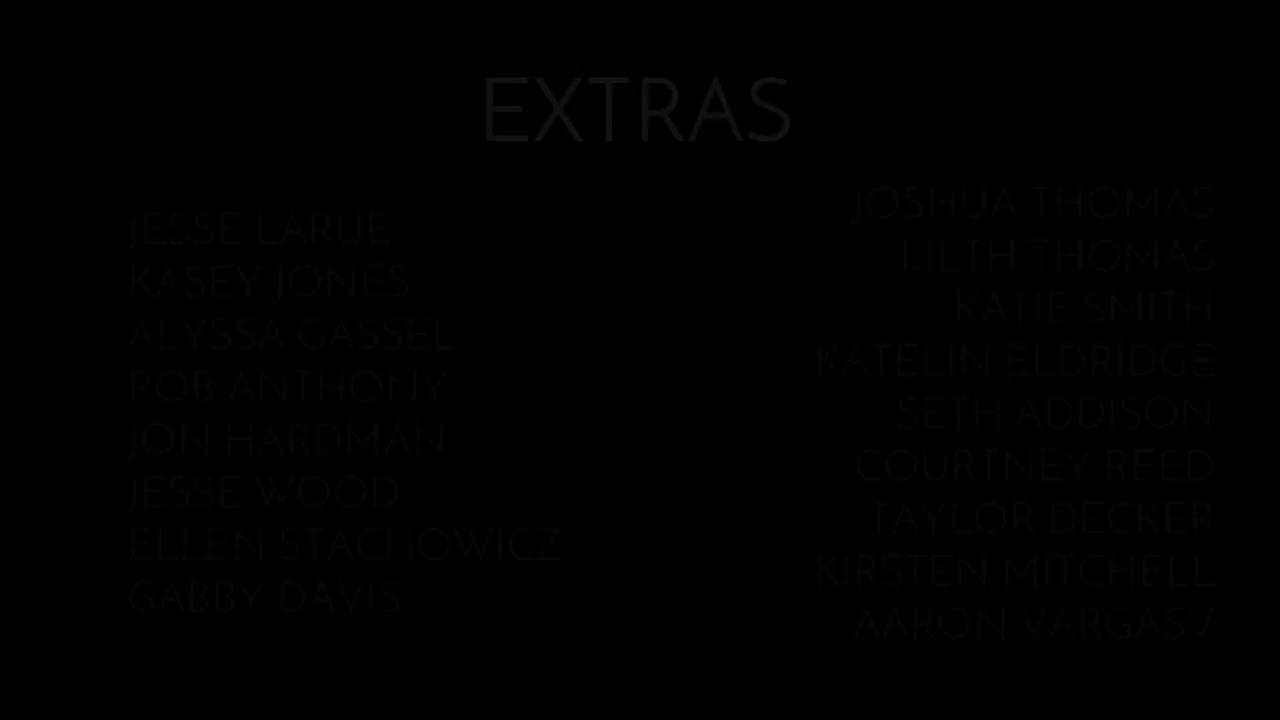 EXTRAS
JESSE LARUE
KASEY JONES
ALYSSA GASSEL
ROB ANTHONY
JON HARDMAN
JESSE WOOD
ELLEN STACHOWICZ
GABBY DAVIS
JOSHUA THOMAS
LILTH THOMAS
KATIE SMITH
KATELIN ELDRIDGE
SETH ADDISON
COURTNEY REED
TAYLOR DECKER
KIRSTEN MITCHELL
AARON VARGASV